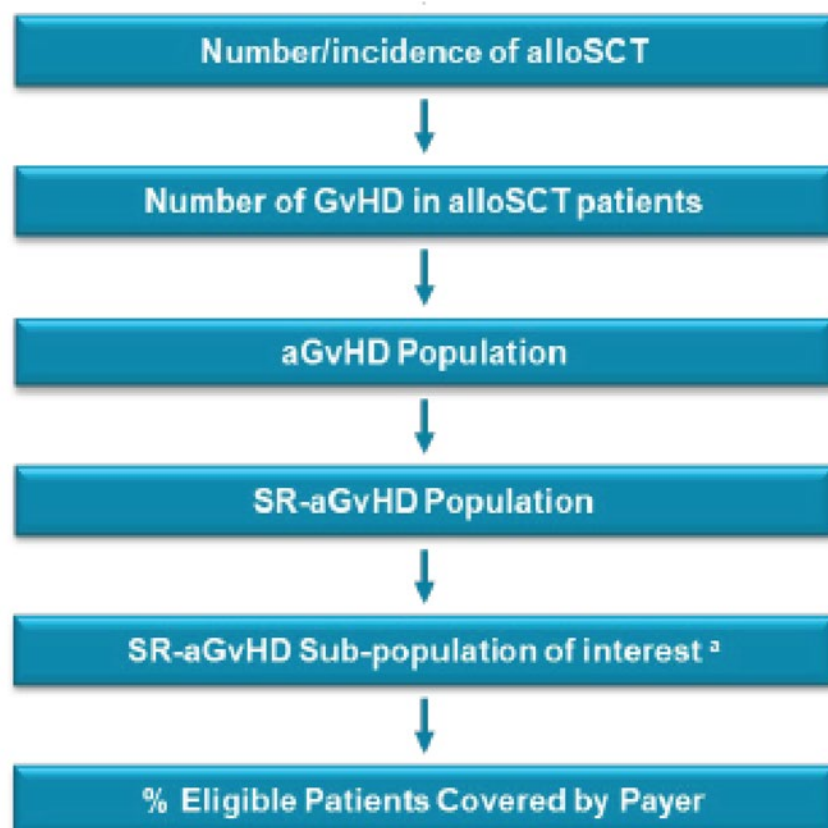 Number/incidence of alloSCT
Number of GvHD in alloSCT patients
aGvHD Population
SR-aGvHD Population
SR-aGvHD Sub-population of interest ª
% Eligible Patients Covered by Payer